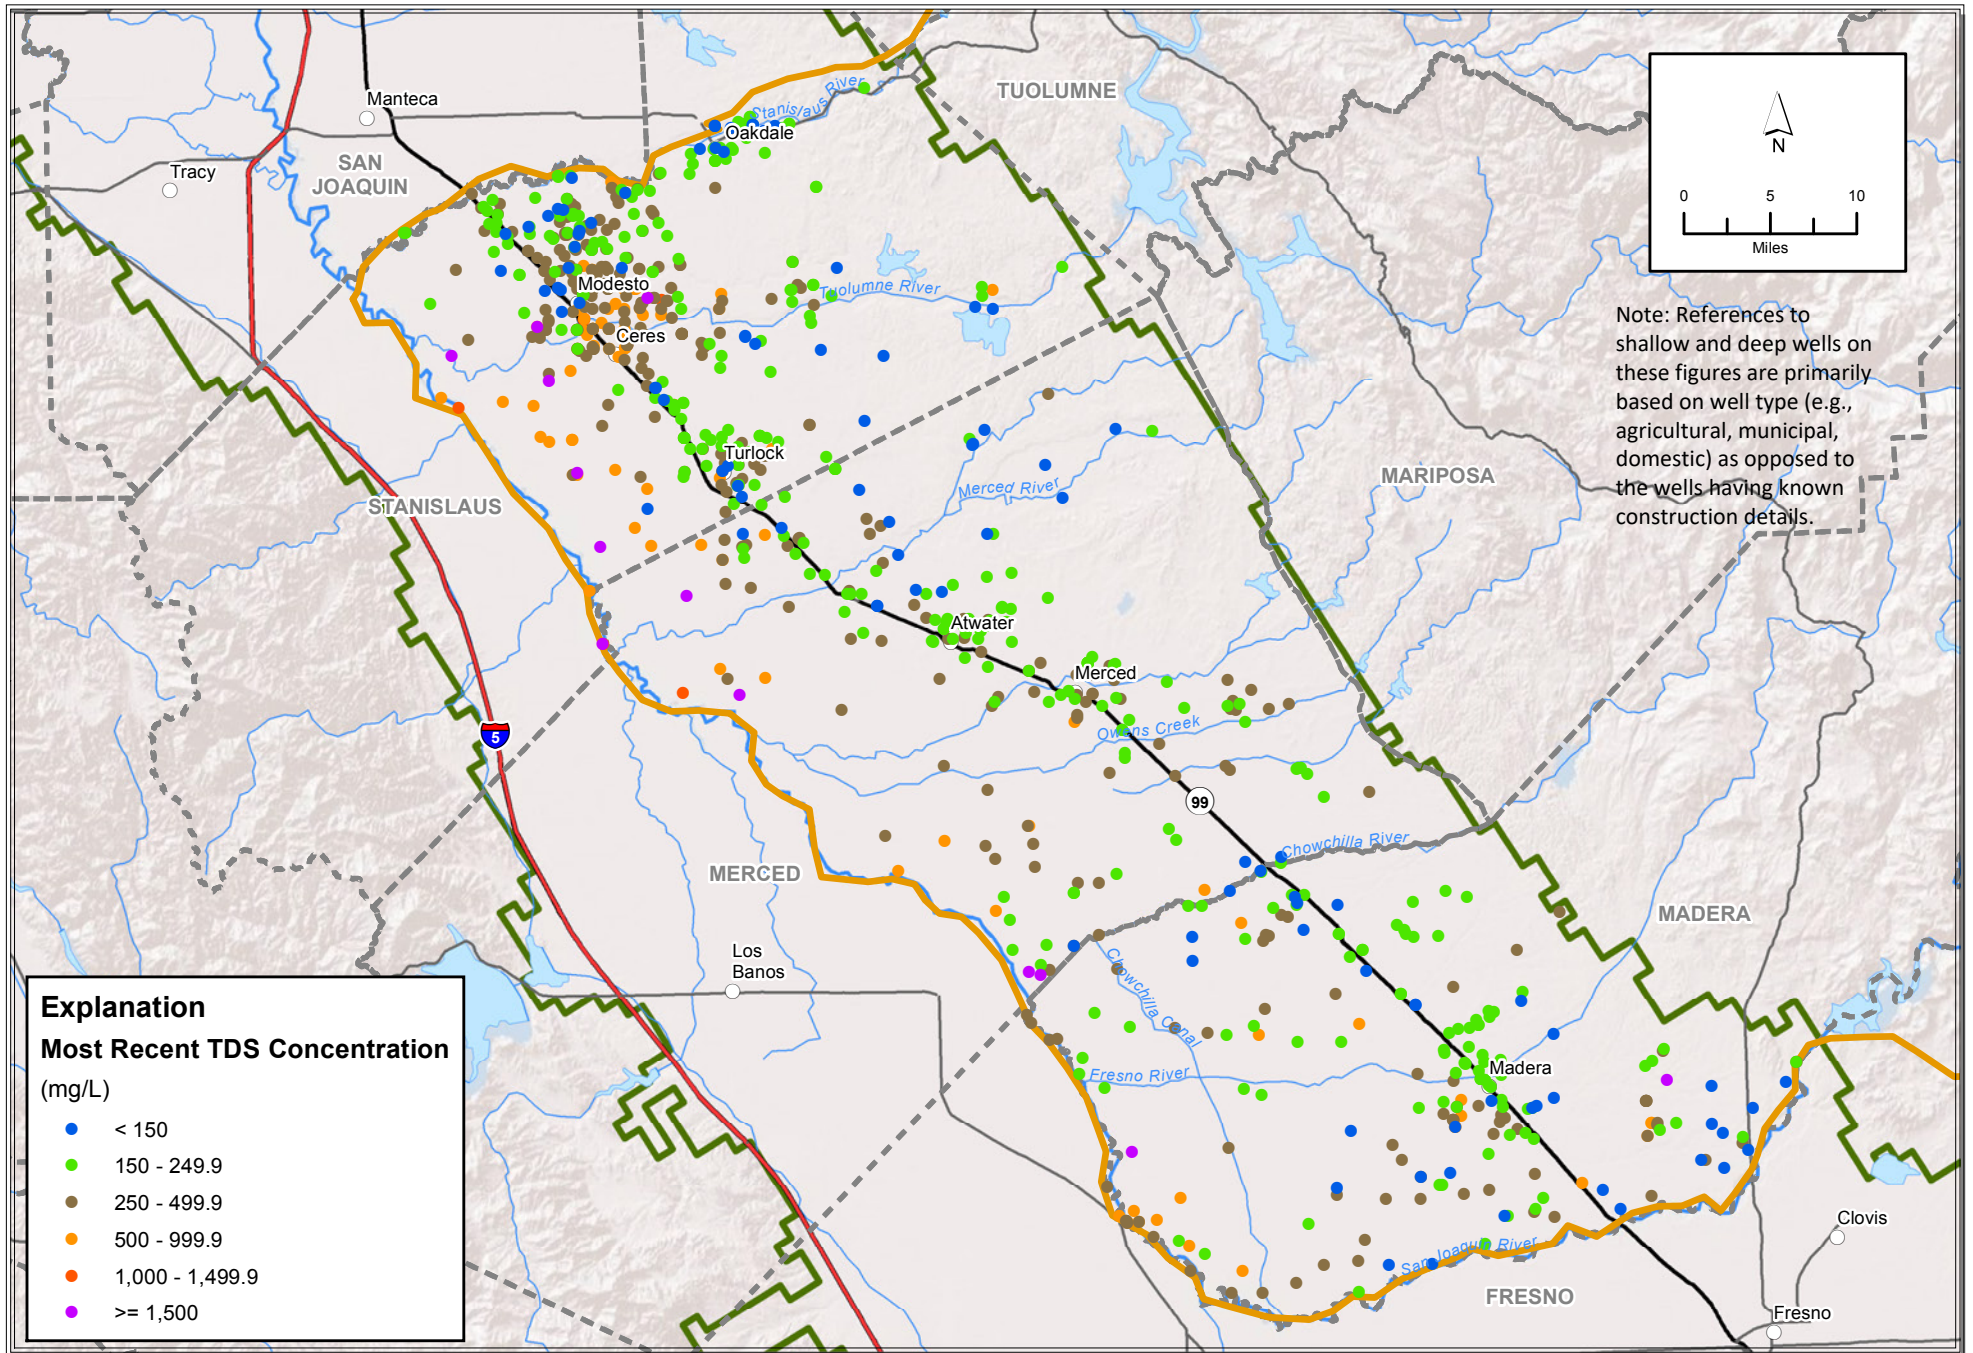 TUOLUMNE
Manteca
Stanislaus River
Oakdale
SAN
JOAQUIN
Tracy
N
0 5 10
Miles
Modesto
Tuolumne River
Ceres
Note: References to
shallow and deep wells on
these figures are primarily
based on well type (e.g.,
agricultural, municipal,
domestic) as opposed to
the wells having known
construction details.
Turlock
Merced River
MARIPOSA
STANISLAUS
Atwater
Merced
Owens Creek
5
99
Chowchilla River
MERCED
MADERA
Los
Banos
Chowchilla Canal
Fresno River
Madera
San Joaquin River
Clovis
FRESNO
Fresno
Explanation
Most Recent TDS Concentration
(mg/L)
< 150
150 - 249.9
250 - 499.9
500 - 999.9
1,000 - 1,499.9
>= 1,500